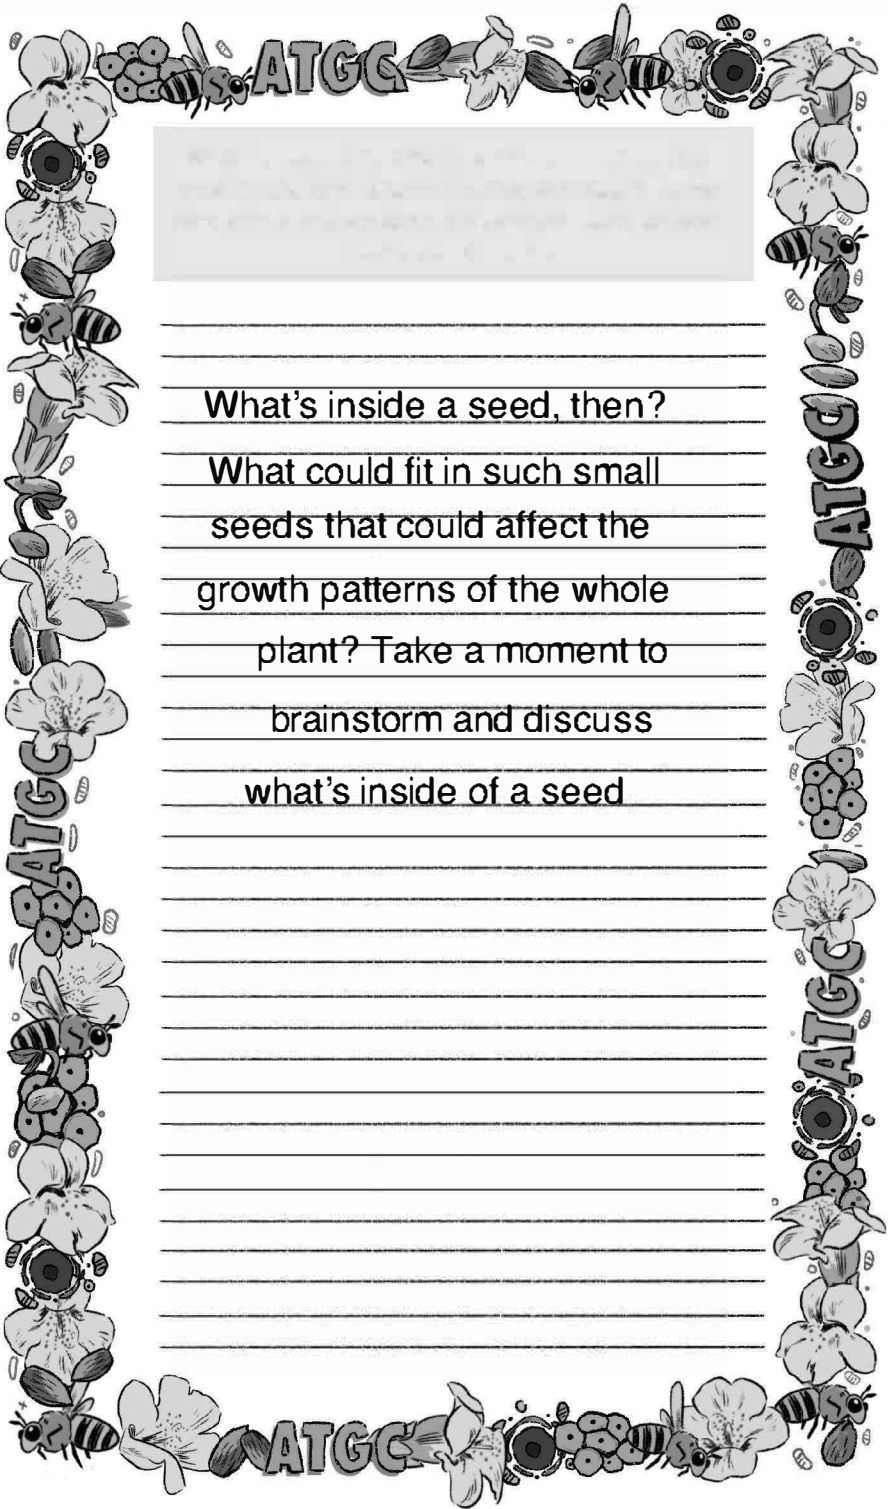 ATGC
What's inside a seed, then?
What could fit in such small
seeds that could affect the
growth patterns of the whole
plant? Take a moment to
brainstorm and discuss
what's inside of a seed
ATGC
ATGC
ATGC
ATGC